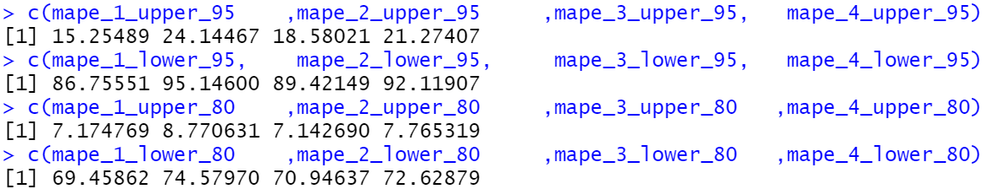 > c(mape_1_upper_95    ,mape_2_upper_95     ,mape_3_upper_95,   mape_4_upper_95)
[1] 15.25489 24.14467 18.58021 21.27407
> c(mape_1_lower_95,    mape_2_lower_95,     mape_3_lower_95,   mape_4_lower_95)
[1] 86.75551 95.14600 89.42149 92.11907
> c(mape_1_upper_80    ,mape_2_upper_80     ,mape_3_upper_80   ,mape_4_upper_80)
[1] 7.174769 8.770631 7.142690 7.765319
> c(mape_1_lower_80    ,mape_2_lower_80     ,mape_3_lower_80   ,mape_4_lower_80)
[1] 69.45862 74.57970 70.94637 72.62879